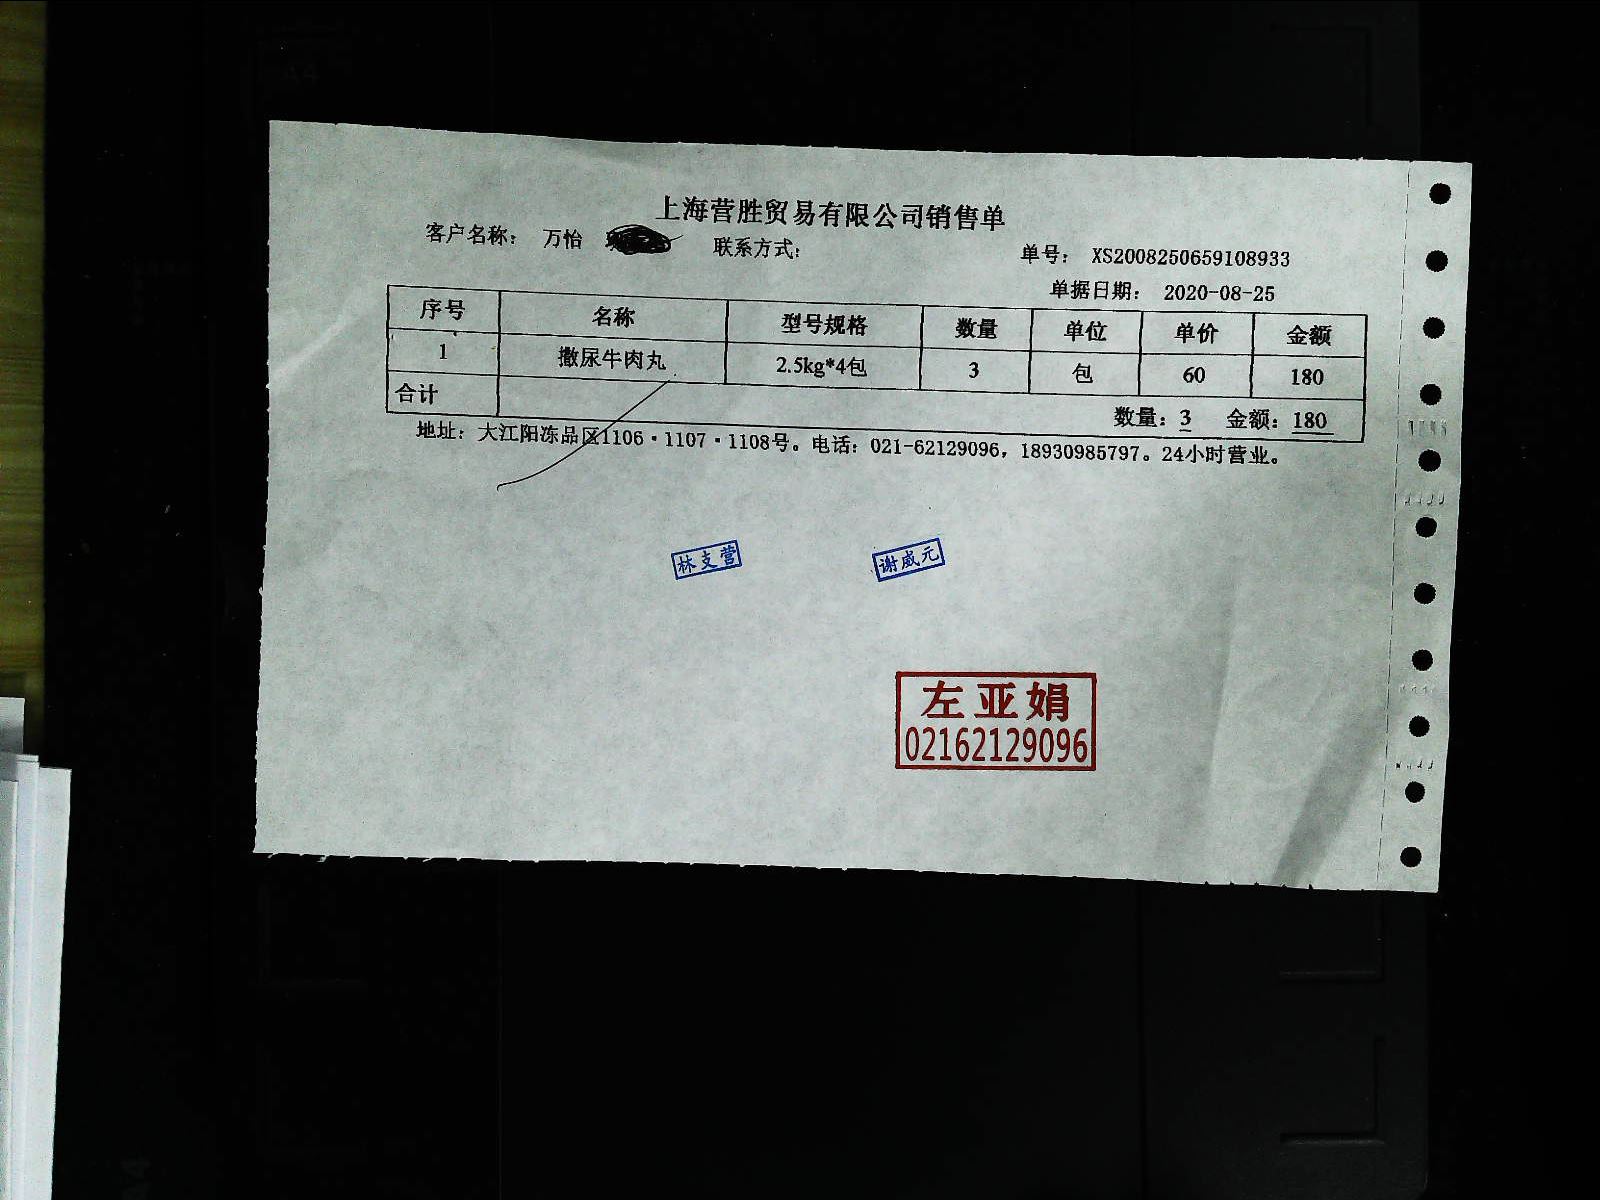 上海营胜贸易有限公司销售单
客户名称： 万怡 联系方式： 单号： XS2008250659108933
单据日期： 2020-08-25
序号 名称 型号规格 数量 单位 单价 金额
1 撒尿牛肉丸 2.5kg*4包 3 包 60 180
合计 数量：3 金额：180
地址：大江阳冻品区1106·1107·1108号。电话：021-62129096，18930985797。24小时营业。
林支营 谢威元
左亚娟
02162129096